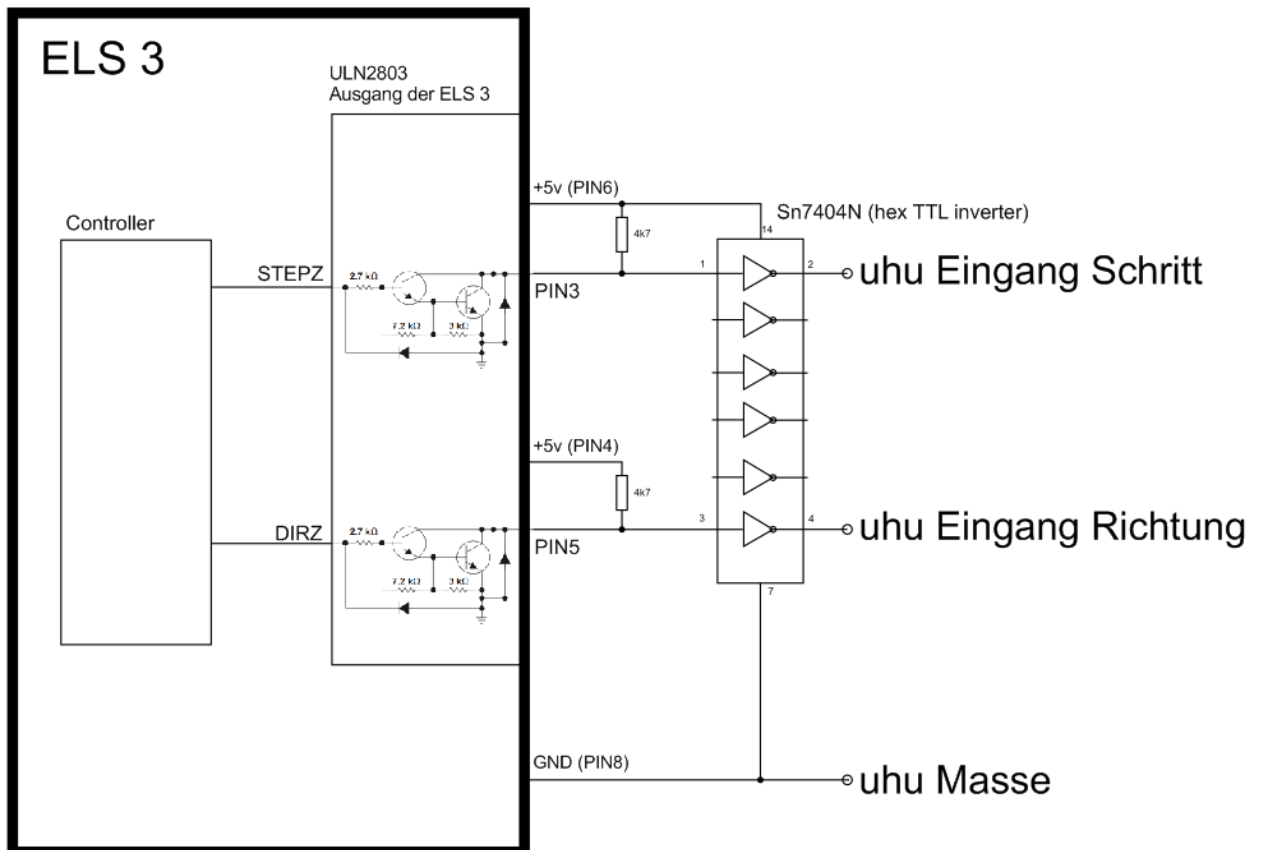 ELS 3
ULN2803
Ausgang der ELS 3
+5v (PIN6)
Sn7404N (hex TTL inverter)
Controller
14
4k7
STEPZ
2.7 kΩ
1
2
uhu Eingang Schritt
PIN3
7.2 kΩ
3 kΩ
+5v (PIN4)
4k7
DIRZ
2.7 kΩ
3
4
uhu Eingang Richtung
PIN5
7.2 kΩ
3 kΩ
7
GND (PIN8)
uhu Masse